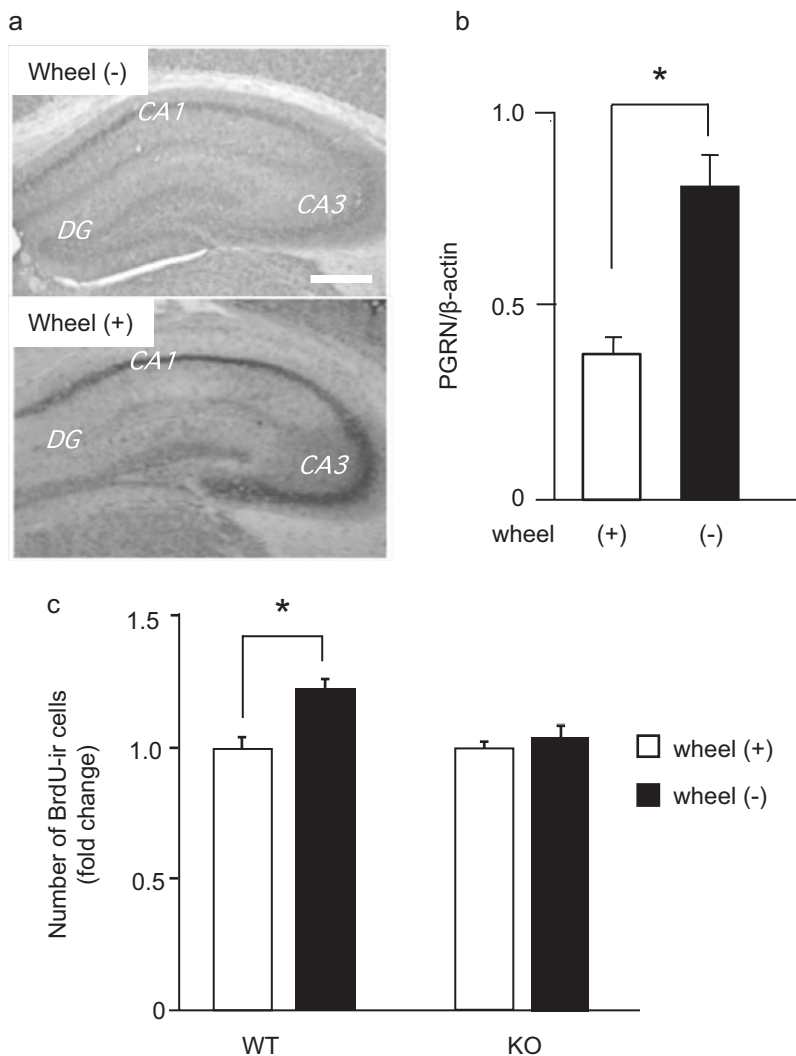 a
Wheel (-)
CA1
CA3
DG
Wheel (+)
CA1
DG
CA3
b
*
1.0
0.5
0
PGRN/β-actin
wheel (+) (-)
c
*
1.5
1.0
0.5
0
Number of BrdU-ir cells
(fold change)
WT KO
wheel (+)
wheel (-)